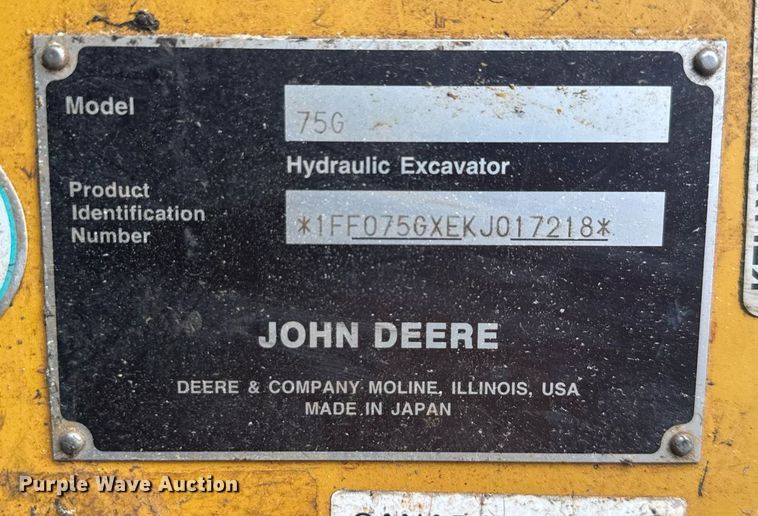 Model
75G
Hydraulic Excavator
Product
Identification
Number
*1FF075GXEKJ017218*
JOHN DEERE
DEERE & COMPANY MOLINE, ILLINOIS, USA
MADE IN JAPAN
Purple Wave Auction